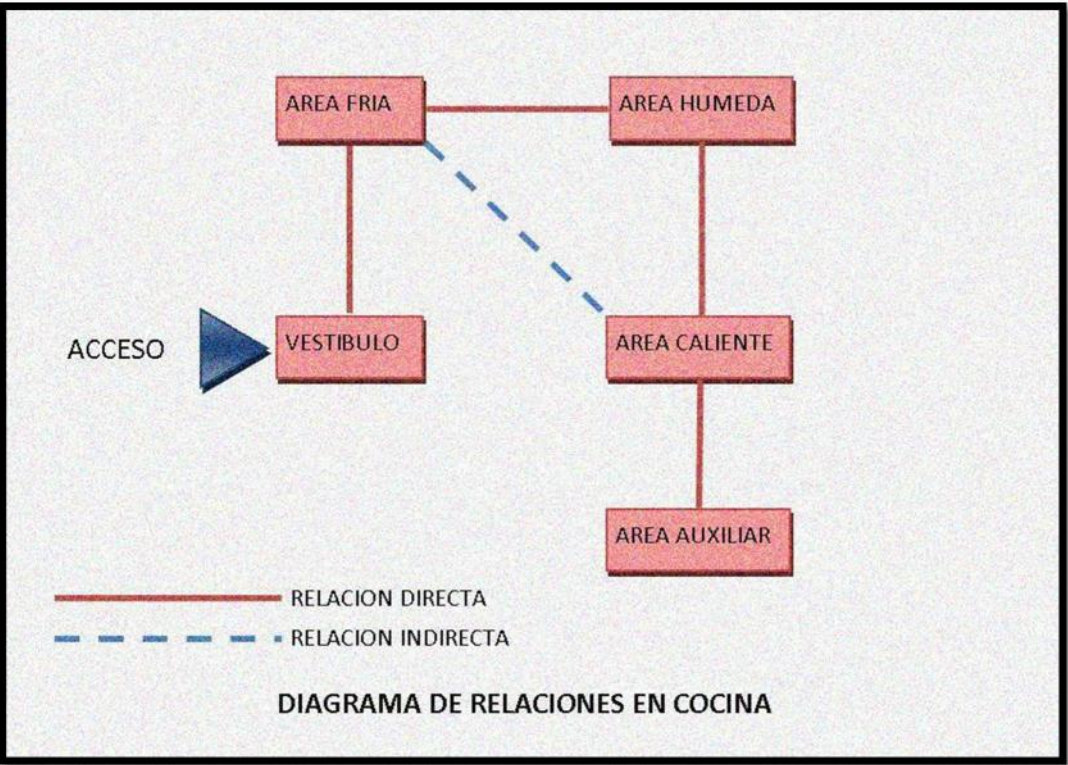 AREA FRIA
AREA HUMEDA
ACCESO
VESTIBULO
AREA CALIENTE
AREA AUXILIAR
RELACION DIRECTA
RELACION INDIRECTA
DIAGRAMA DE RELACIONES EN COCINA